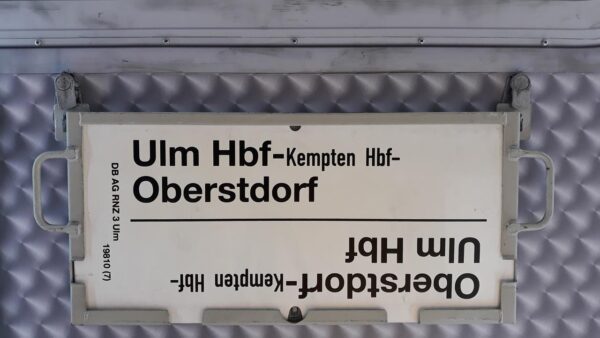 Ulm Hbf-Kempten Hbf-
Oberstdorf
Oberstdorf-Kempten Hbf-
Ulm Hbf
DB AG RNZ 3 Ulm
19810 (7)